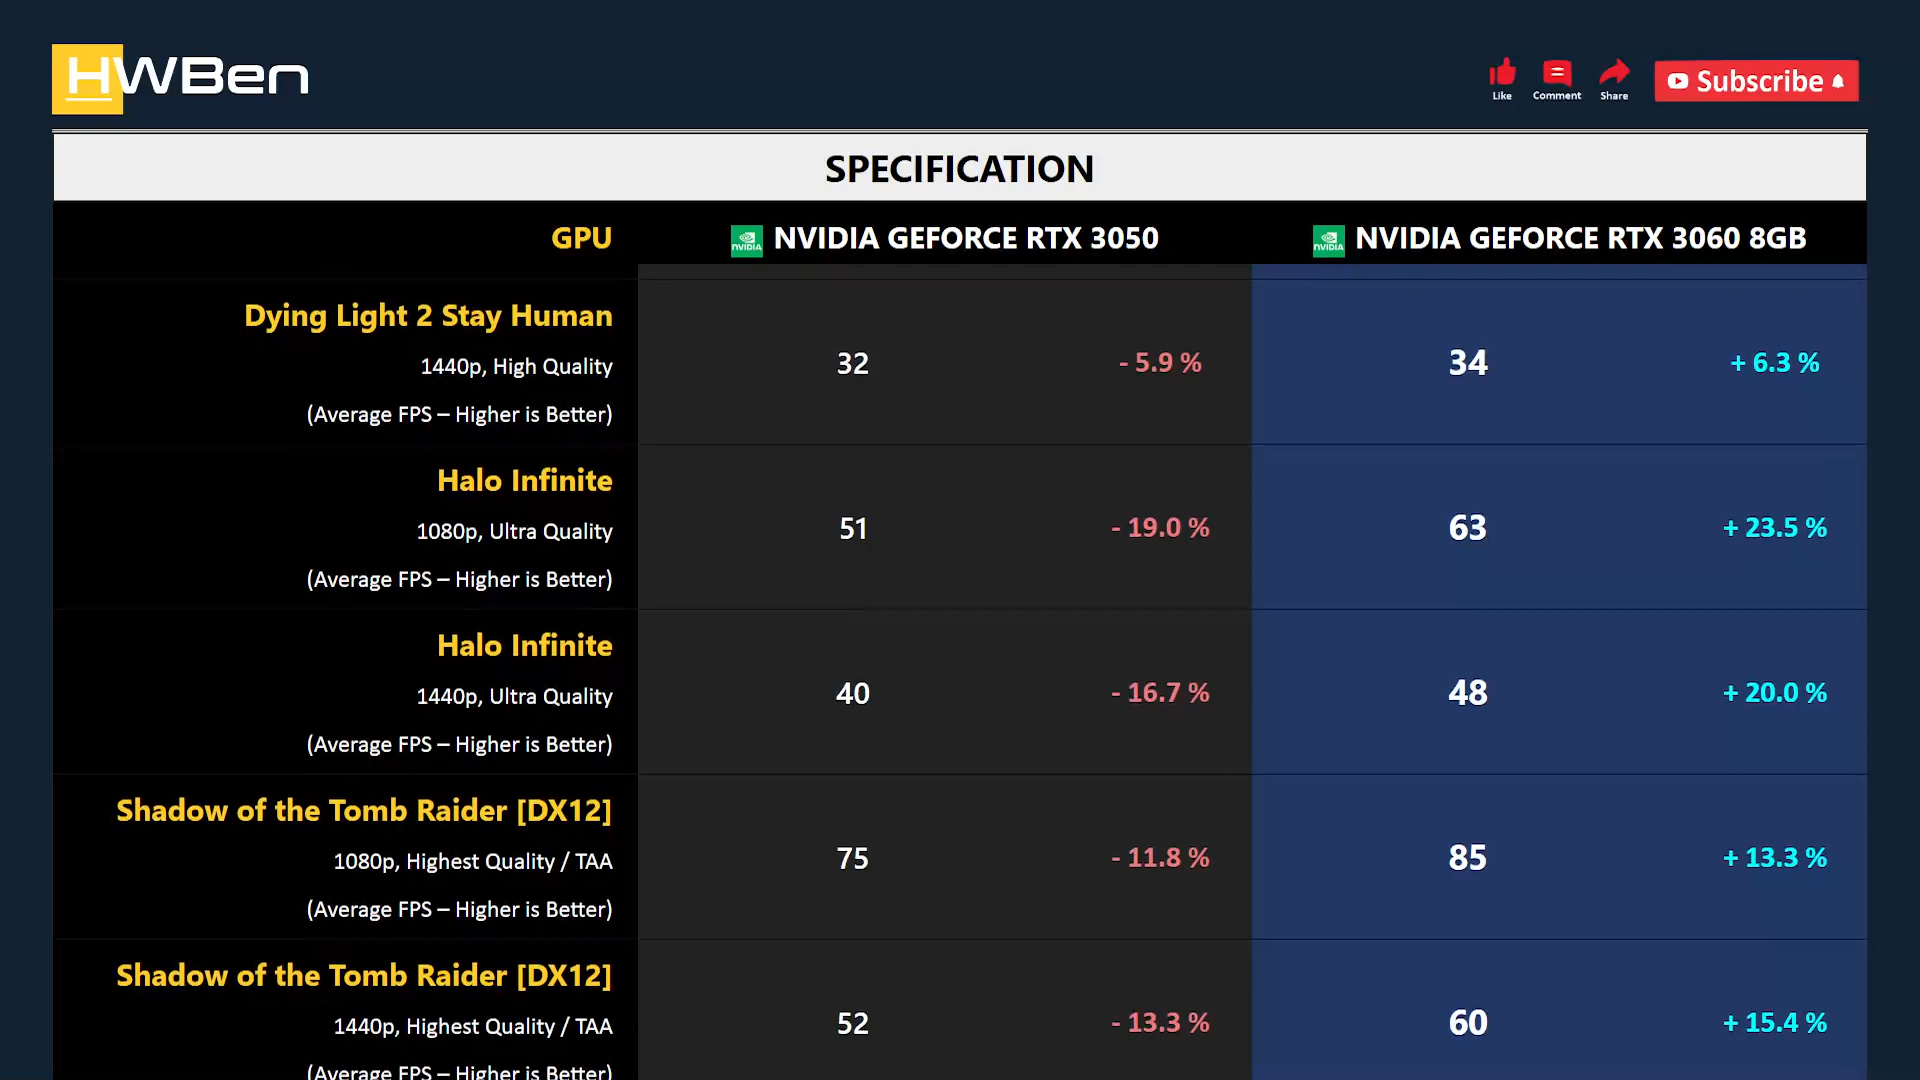 HWBen
Like Comment Share Subscribe
SPECIFICATION
GPU NVIDIA GEFORCE RTX 3050 NVIDIA GEFORCE RTX 3060 8GB
Dying Light 2 Stay Human
1440p, High Quality 32 - 5.9 % 34 + 6.3 %
(Average FPS – Higher is Better)
Halo Infinite
1080p, Ultra Quality 51 - 19.0 % 63 + 23.5 %
(Average FPS – Higher is Better)
Halo Infinite
1440p, Ultra Quality 40 - 16.7 % 48 + 20.0 %
(Average FPS – Higher is Better)
Shadow of the Tomb Raider [DX12]
1080p, Highest Quality / TAA 75 - 11.8 % 85 + 13.3 %
(Average FPS – Higher is Better)
Shadow of the Tomb Raider [DX12]
1440p, Highest Quality / TAA 52 - 13.3 % 60 + 15.4 %
(Average FPS – Higher is Better)